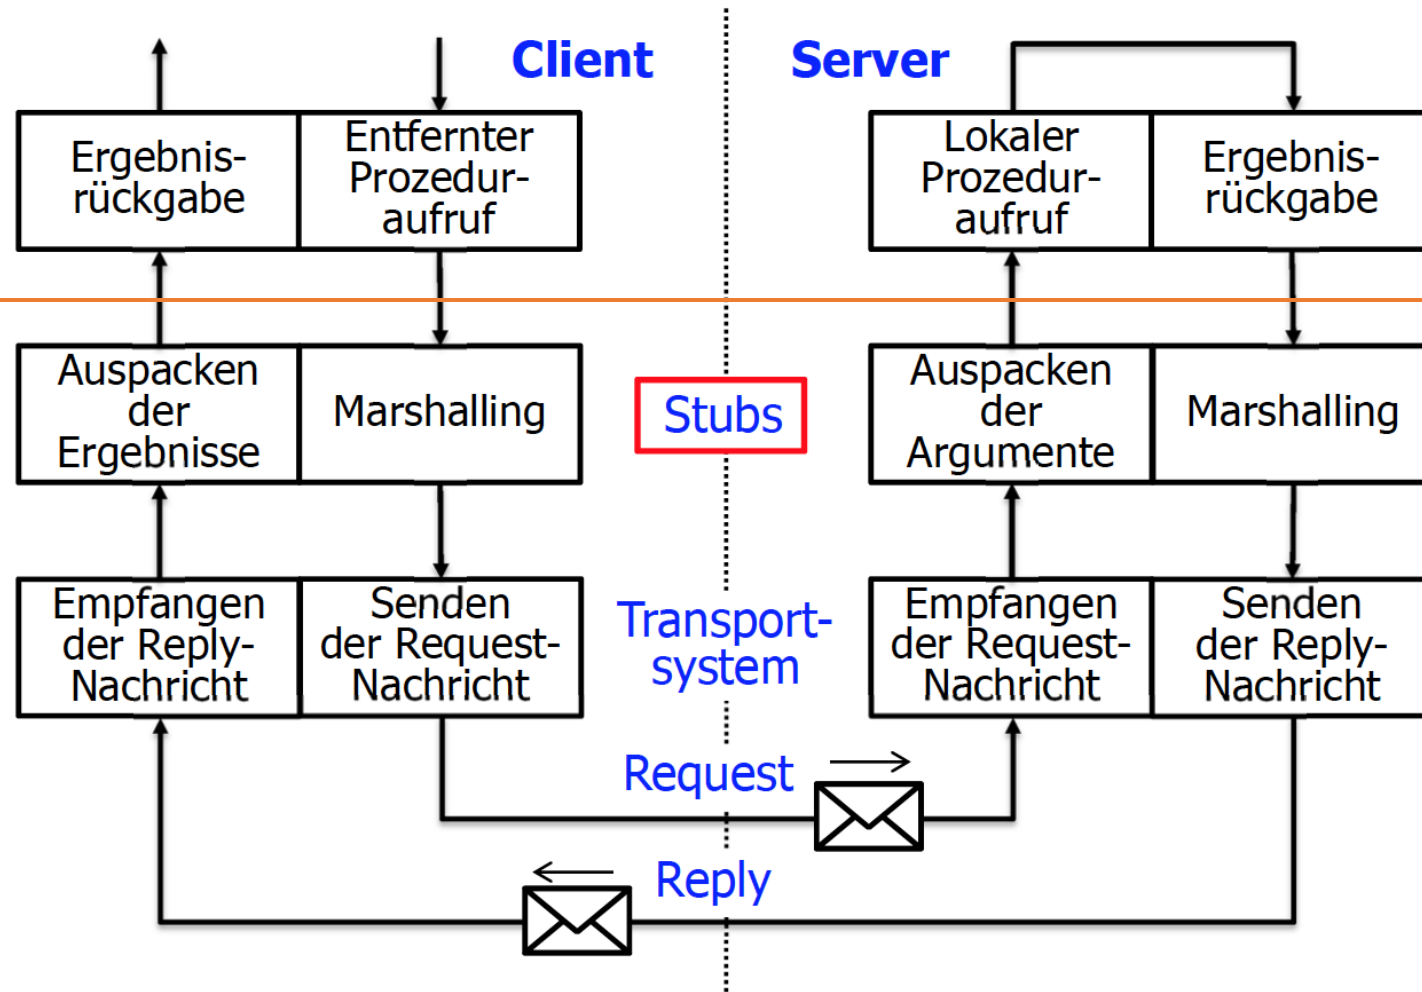 Client
Server
Ergebnis-
rückgabe
Entfernter
Prozedur-
aufruf
Lokaler
Prozedur-
aufruf
Ergebnis-
rückgabe
Auspacken
der
Ergebnisse
Marshalling
Stubs
Auspacken
der
Argumente
Marshalling
Empfangen
der Reply-
Nachricht
Senden
der Request-
Nachricht
Transport-
system
Empfangen
der Request-
Nachricht
Senden
der Reply-
Nachricht
Request
Reply